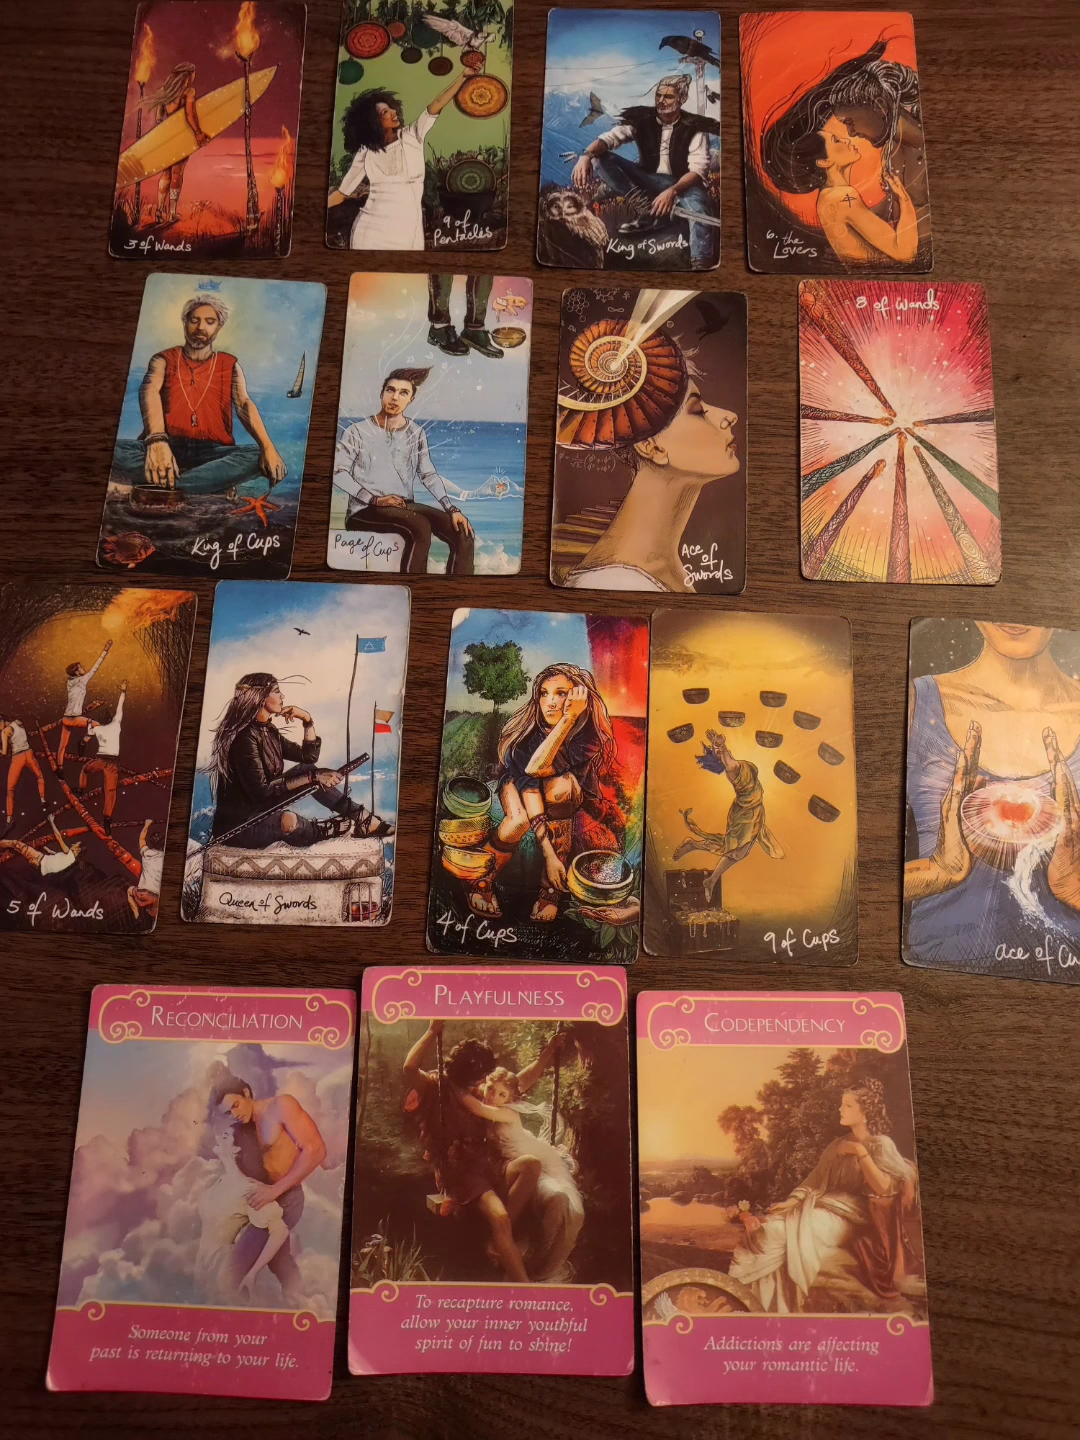 3 of Wands
9 of
Pentacles
King of Swords
6. the
Lovers
King of Cups
Page of Cups
Ace
of
Swords
8 of Wands
5 of Wands
Queen of Swords
4 of Cups
9 of Cups
ace of Cu
RECONCILIATION
Someone from your
past is returning to your life.
PLAYFULNESS
To recapture romance,
allow your inner youthful
spirit of fun to shine!
CODEPENDENCY
Addictions are affecting
your romantic life.